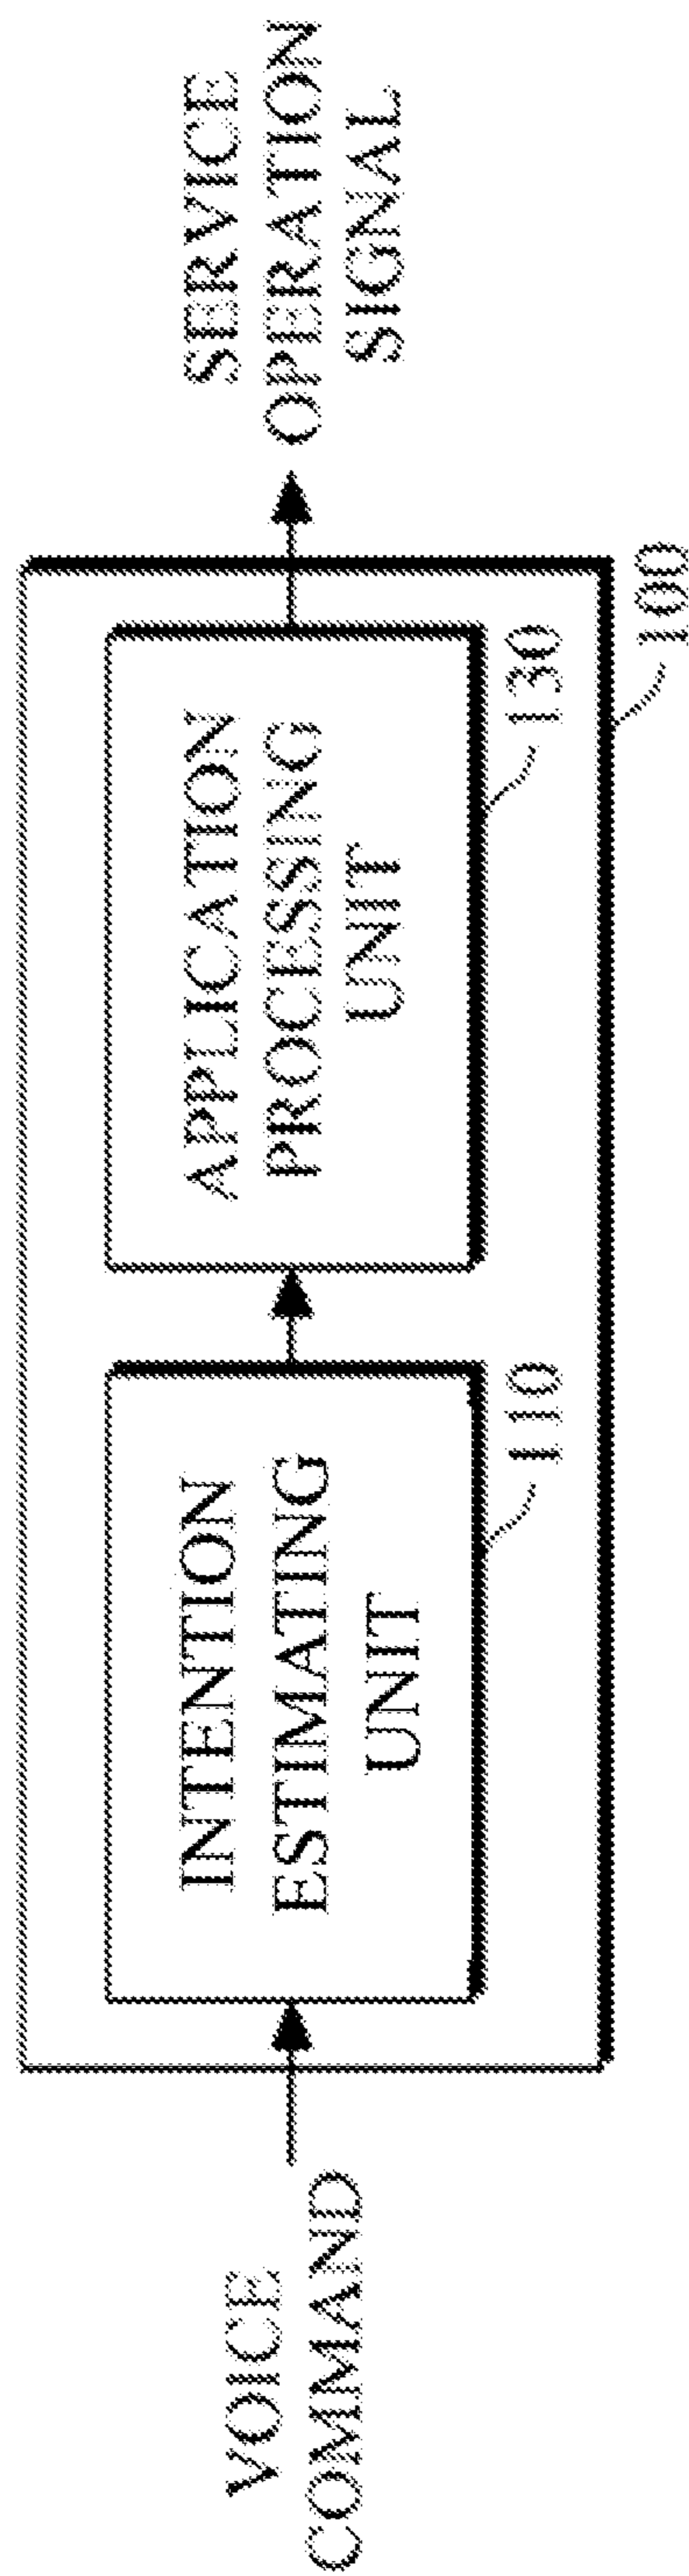 VOICE
COMMAND
INTENTION
ESTIMATING
UNIT
110
APPLICATION
PROCESSING
UNIT
130
100
SERVICE
OPERATION
SIGNAL